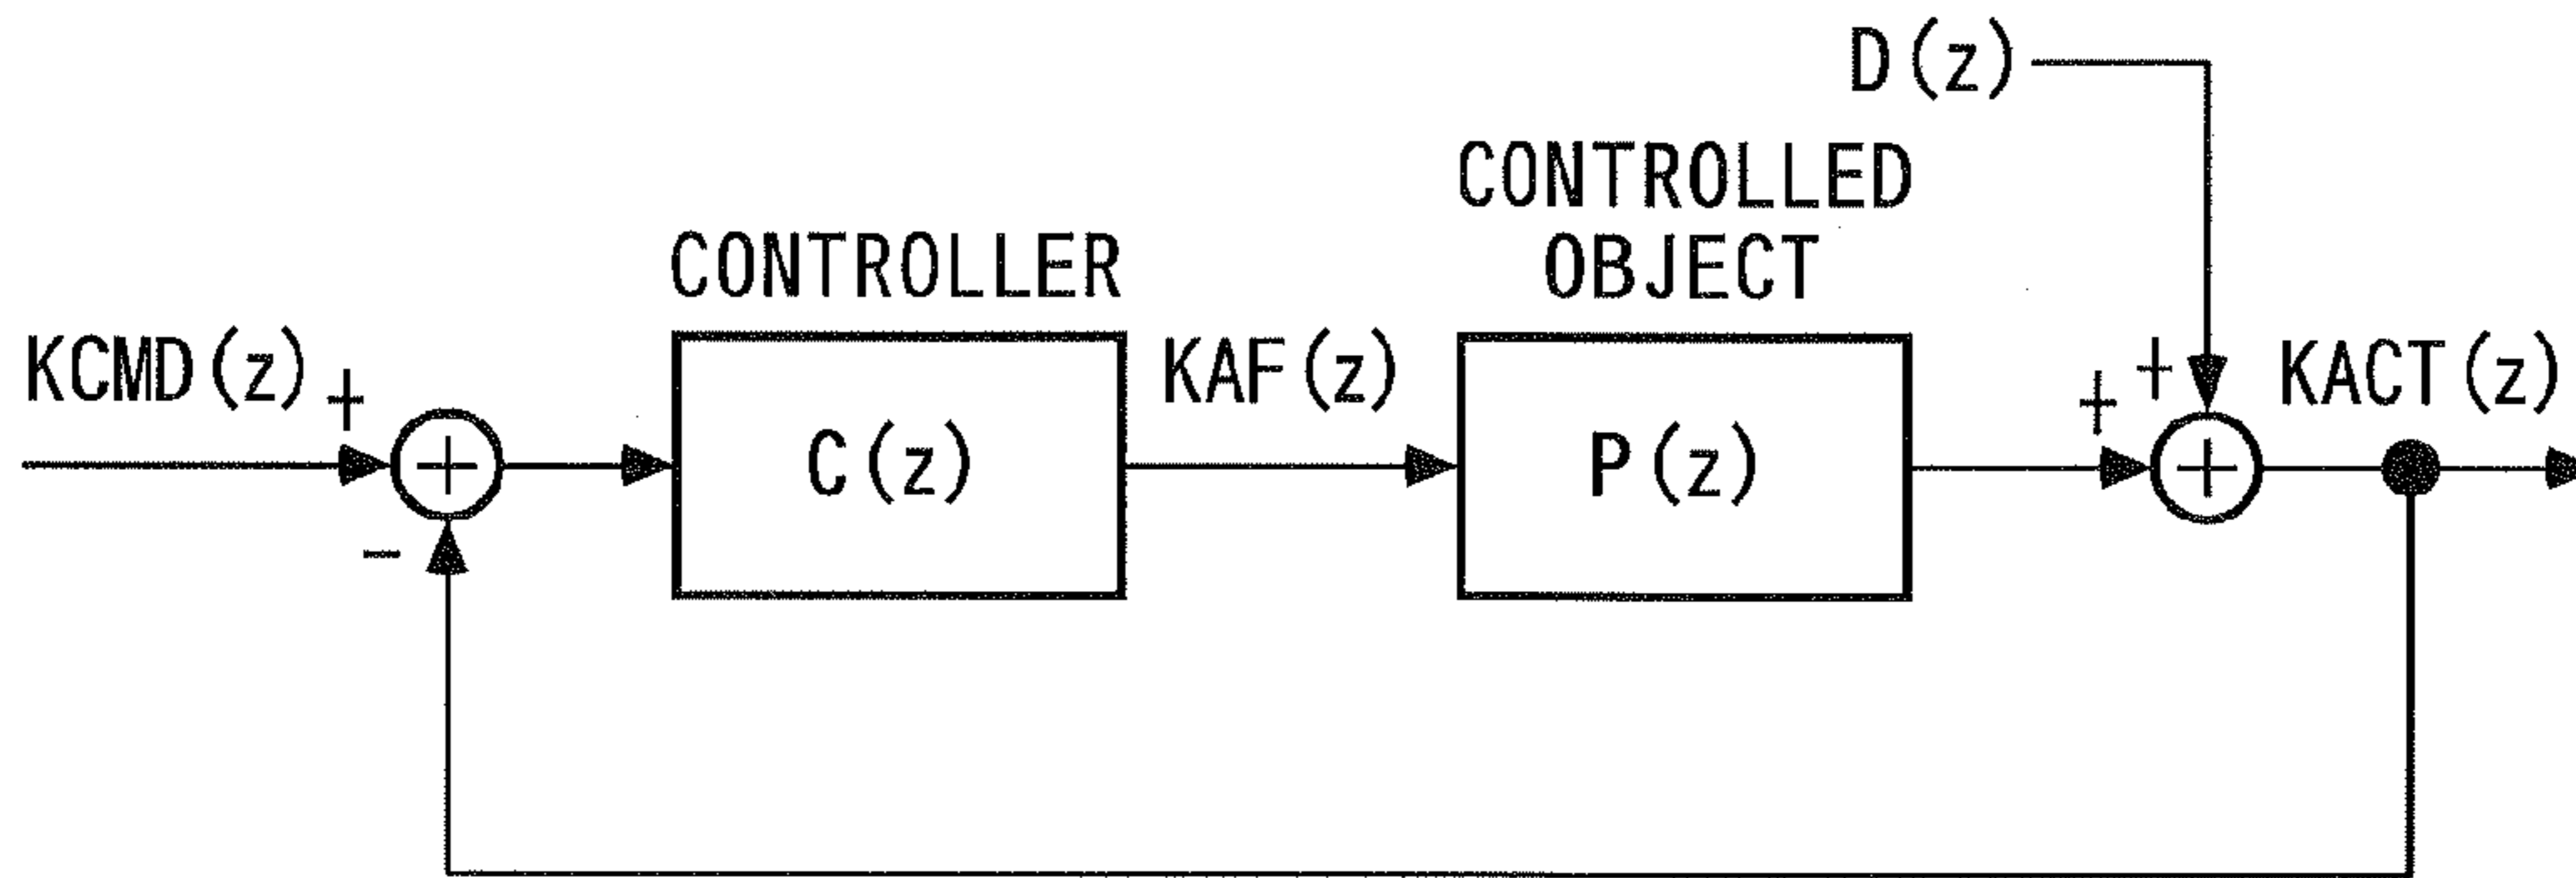 D(z)
CONTROLLED
OBJECT
CONTROLLER
KCMD(z)
+
KAF(z)
+
+
KACT(z)
+
C(z)
P(z)
+
-